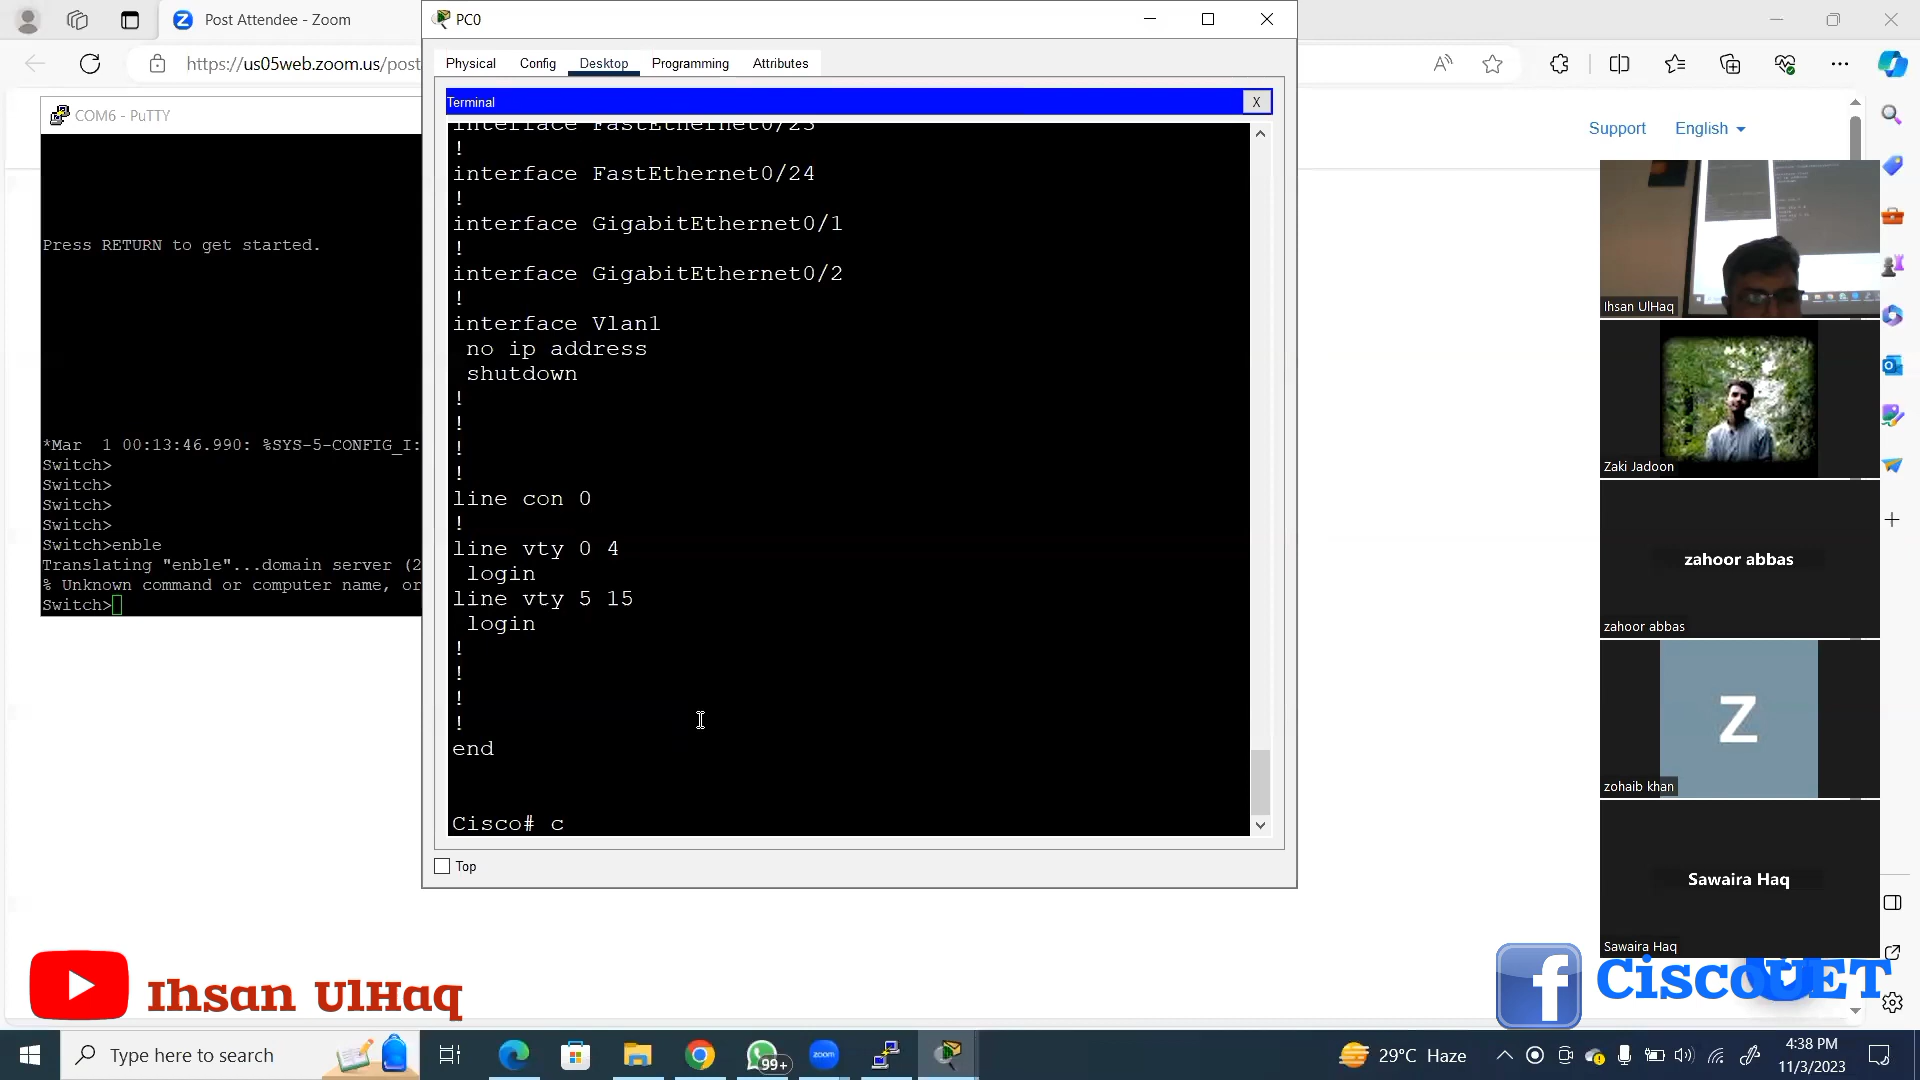 Post Attendee - Zoom
https://us05web.zoom.us/post
PC0
Physical
Config
Desktop
Programming
Attributes
Terminal
X
interface FastEthernet0/23
!
interface FastEthernet0/24
!
interface GigabitEthernet0/1
!
interface GigabitEthernet0/2
!
interface Vlan1
no ip address
shutdown
!
!
!
!
line con 0
!
line vty 0 4
login
line vty 5 15
login
!
!
!
!
end
Cisco# c
Top
COM6 - PuTTY
Press RETURN to get started.
*Mar  1 00:13:46.990: %SYS-5-CONFIG_I:
Switch>
Switch>
Switch>
Switch>
Switch>enble
Translating "enble"...domain server (2
% Unknown command or computer name, or
Switch>
Support
English
Ihsan UlHaq
Zaki Jadoon
zahoor abbas
zahoor abbas
Z
zohaib khan
Sawaira Haq
Sawaira Haq
Ihsan UlHaq
f
CiscoUET
Type here to search
99+
zoom
29°C Haze
4:38 PM
11/3/2023